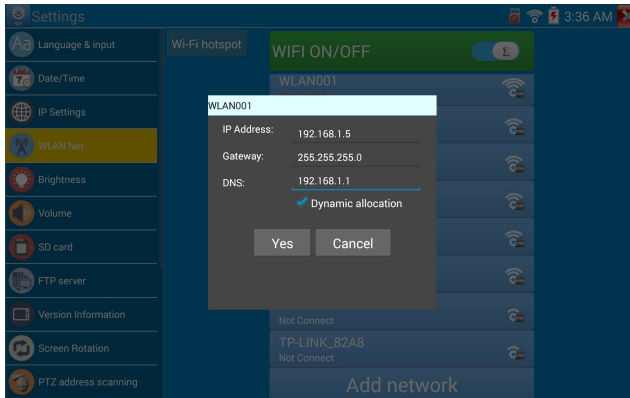 Settings
3:36 AM
Aa Language & input
Wi-Fi hotspot
WIFI ON/OFF
Date/Time
WLAN001
IP Settings
WLAN Net
Brightness
Volume
SD card
FTP server
Version Information
Screen Rotation
PTZ address scanning
WLAN001
IP Address: 192.168.1.5
Gateway: 255.255.255.0
DNS: 192.168.1.1
Dynamic allocation
Yes Cancel
Not Connect
TP-LINK_82A8
Not Connect
Add network